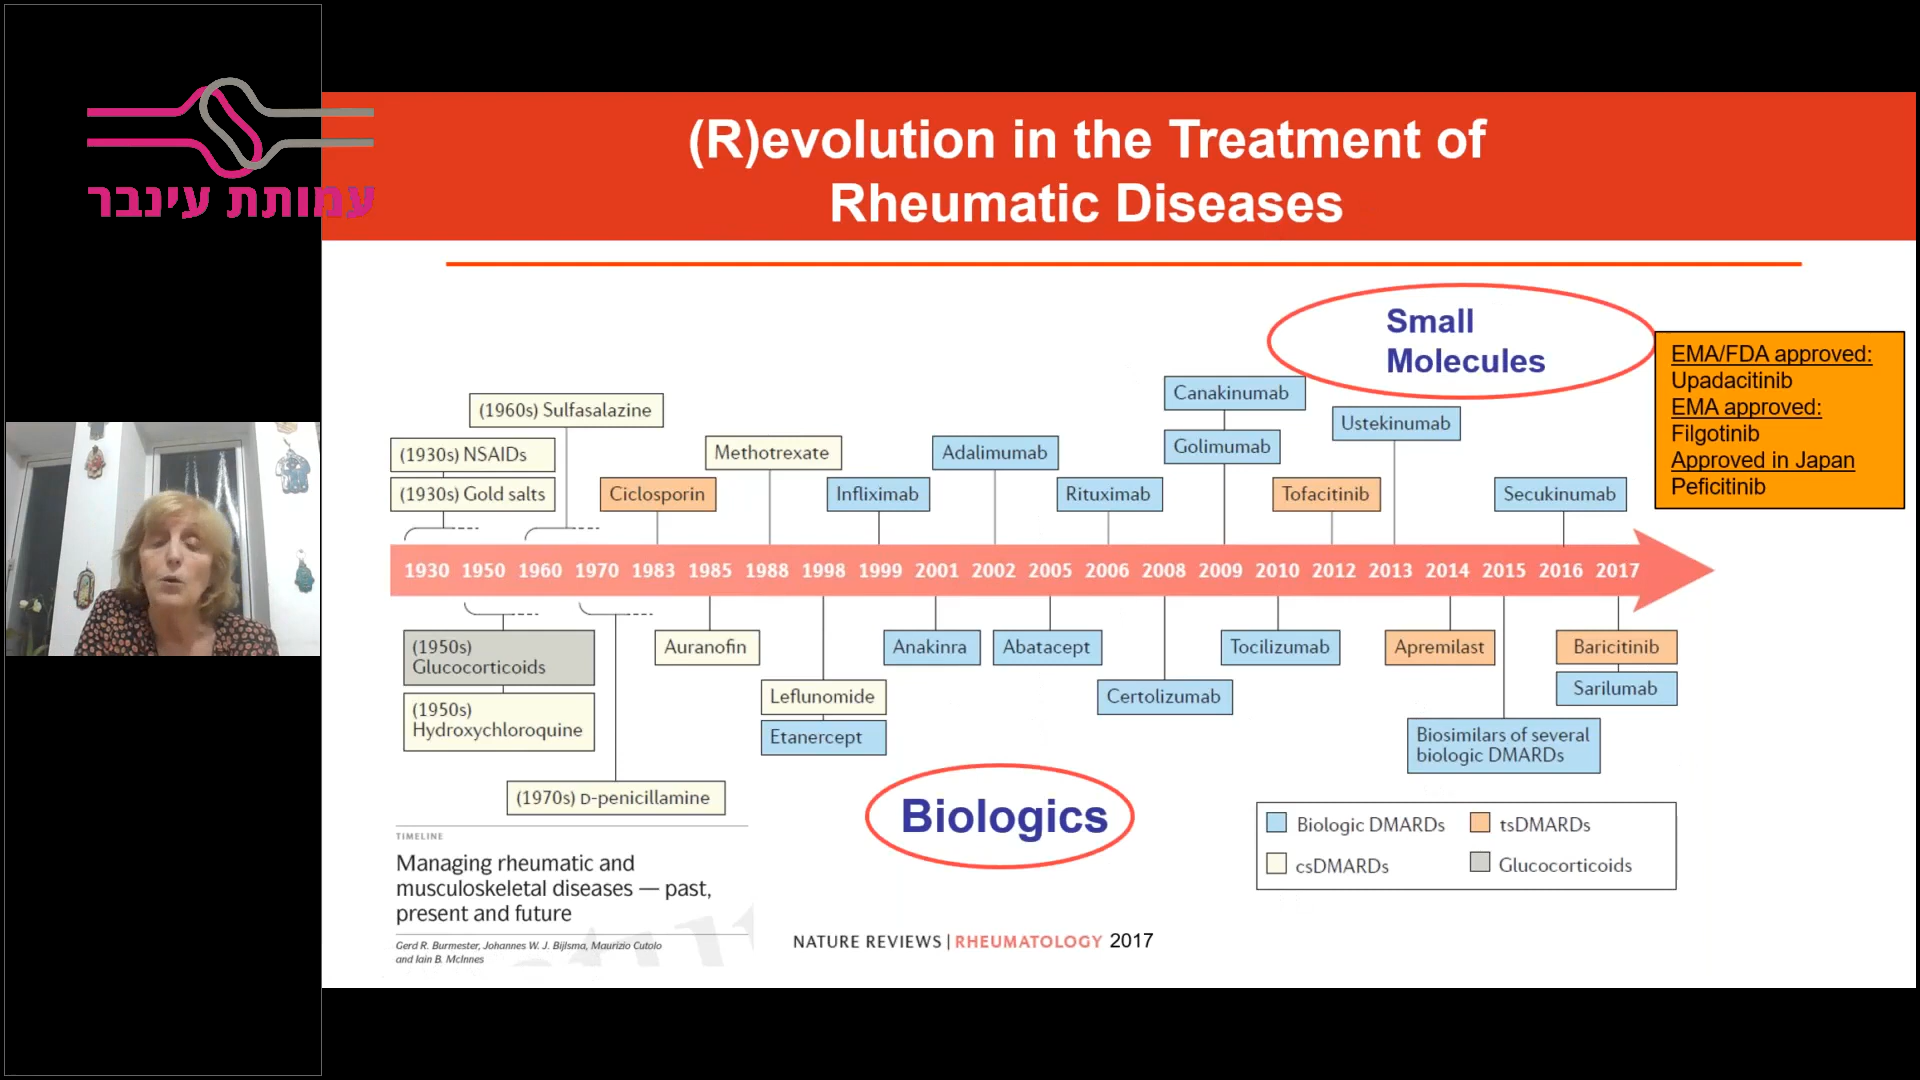 עמותת עינבר
(R)evolution in the Treatment of
Rheumatic Diseases
Small
Molecules
EMA/FDA approved:
Upadacitinib
EMA approved:
Filgotinib
Approved in Japan
Peficitinib
(1960s) Sulfasalazine
(1930s) NSAIDs
(1930s) Gold salts
Ciclosporin
Methotrexate
Infliximab
Adalimumab
Rituximab
Canakinumab
Golimumab
Tofacitinib
Ustekinumab
Secukinumab
1930 1950 1960 1970 1983 1985 1988 1998 1999 2001 2002 2005 2006 2008 2009 2010 2012 2013 2014 2015 2016 2017
(1950s)
Glucocorticoids
(1950s)
Hydroxychloroquine
(1970s) D-penicillamine
Auranofin
Leflunomide
Etanercept
Anakinra
Abatacept
Certolizumab
Tocilizumab
Apremilast
Biosimilars of several
biologic DMARDs
Baricitinib
Sarilumab
Biologics
Biologic DMARDs
tsDMARDs
csDMARDs
Glucocorticoids
TIMELINE
Managing rheumatic and
musculoskeletal diseases — past,
present and future
Gerd R. Burmester, Johannes W. J. Bijlsma, Maurizio Cutolo
and Iain B. McInnes
NATURE REVIEWS | RHEUMATOLOGY 2017